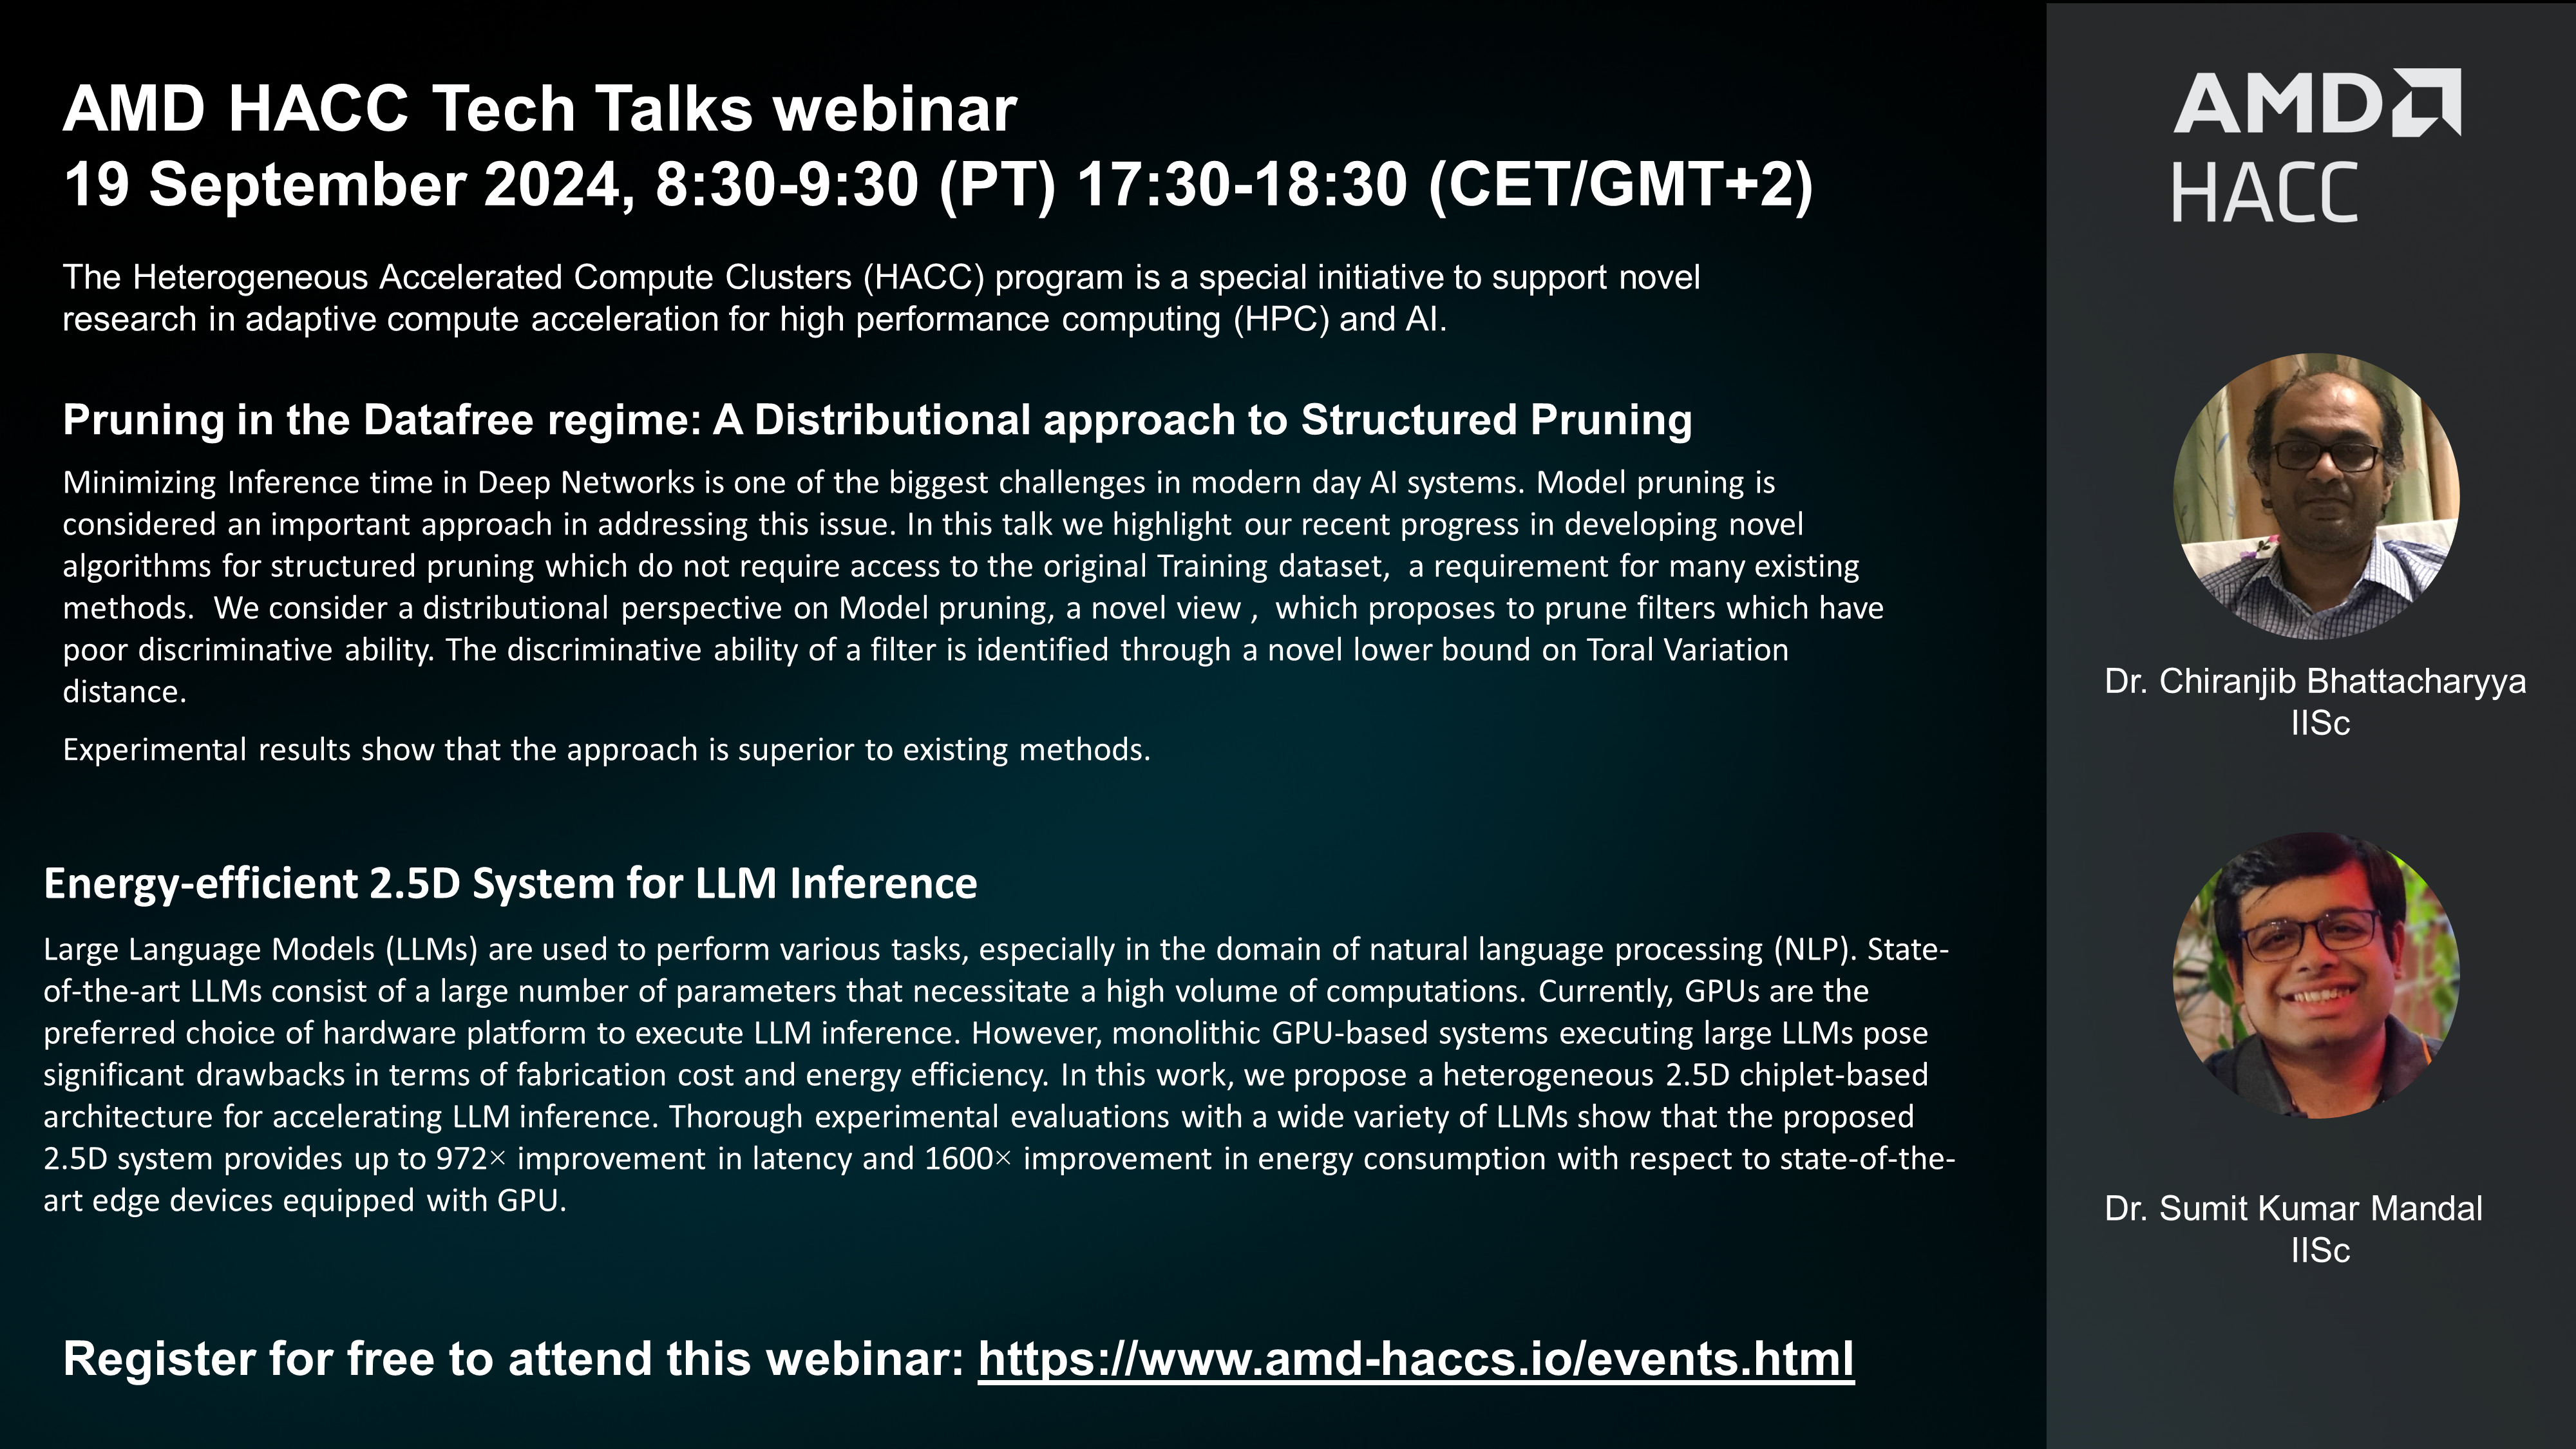 AMD HACC Tech Talks webinar
19 September 2024, 8:30-9:30 (PT) 17:30-18:30 (CET/GMT+2)
The Heterogeneous Accelerated Compute Clusters (HACC) program is a special initiative to support novel
research in adaptive compute acceleration for high performance computing (HPC) and AI.
Pruning in the Datafree regime: A Distributional approach to Structured Pruning
Minimizing Inference time in Deep Networks is one of the biggest challenges in modern day AI systems. Model pruning is
considered an important approach in addressing this issue. In this talk we highlight our recent progress in developing novel
algorithms for structured pruning which do not require access to the original Training dataset,  a requirement for many existing
methods.  We consider a distributional perspective on Model pruning, a novel view ,  which proposes to prune filters which have
poor discriminative ability. The discriminative ability of a filter is identified through a novel lower bound on Toral Variation
distance.
Experimental results show that the approach is superior to existing methods.
Energy-efficient 2.5D System for LLM Inference
Large Language Models (LLMs) are used to perform various tasks, especially in the domain of natural language processing (NLP). State-
of-the-art LLMs consist of a large number of parameters that necessitate a high volume of computations. Currently, GPUs are the
preferred choice of hardware platform to execute LLM inference. However, monolithic GPU-based systems executing large LLMs pose
significant drawbacks in terms of fabrication cost and energy efficiency. In this work, we propose a heterogeneous 2.5D chiplet-based
architecture for accelerating LLM inference. Thorough experimental evaluations with a wide variety of LLMs show that the proposed
2.5D system provides up to 972× improvement in latency and 1600× improvement in energy consumption with respect to state-of-the-
art edge devices equipped with GPU.
Register for free to attend this webinar: https://www.amd-haccs.io/events.html
AMD
HACC
Dr. Chiranjib Bhattacharyya
IISc
Dr. Sumit Kumar Mandal
IISc